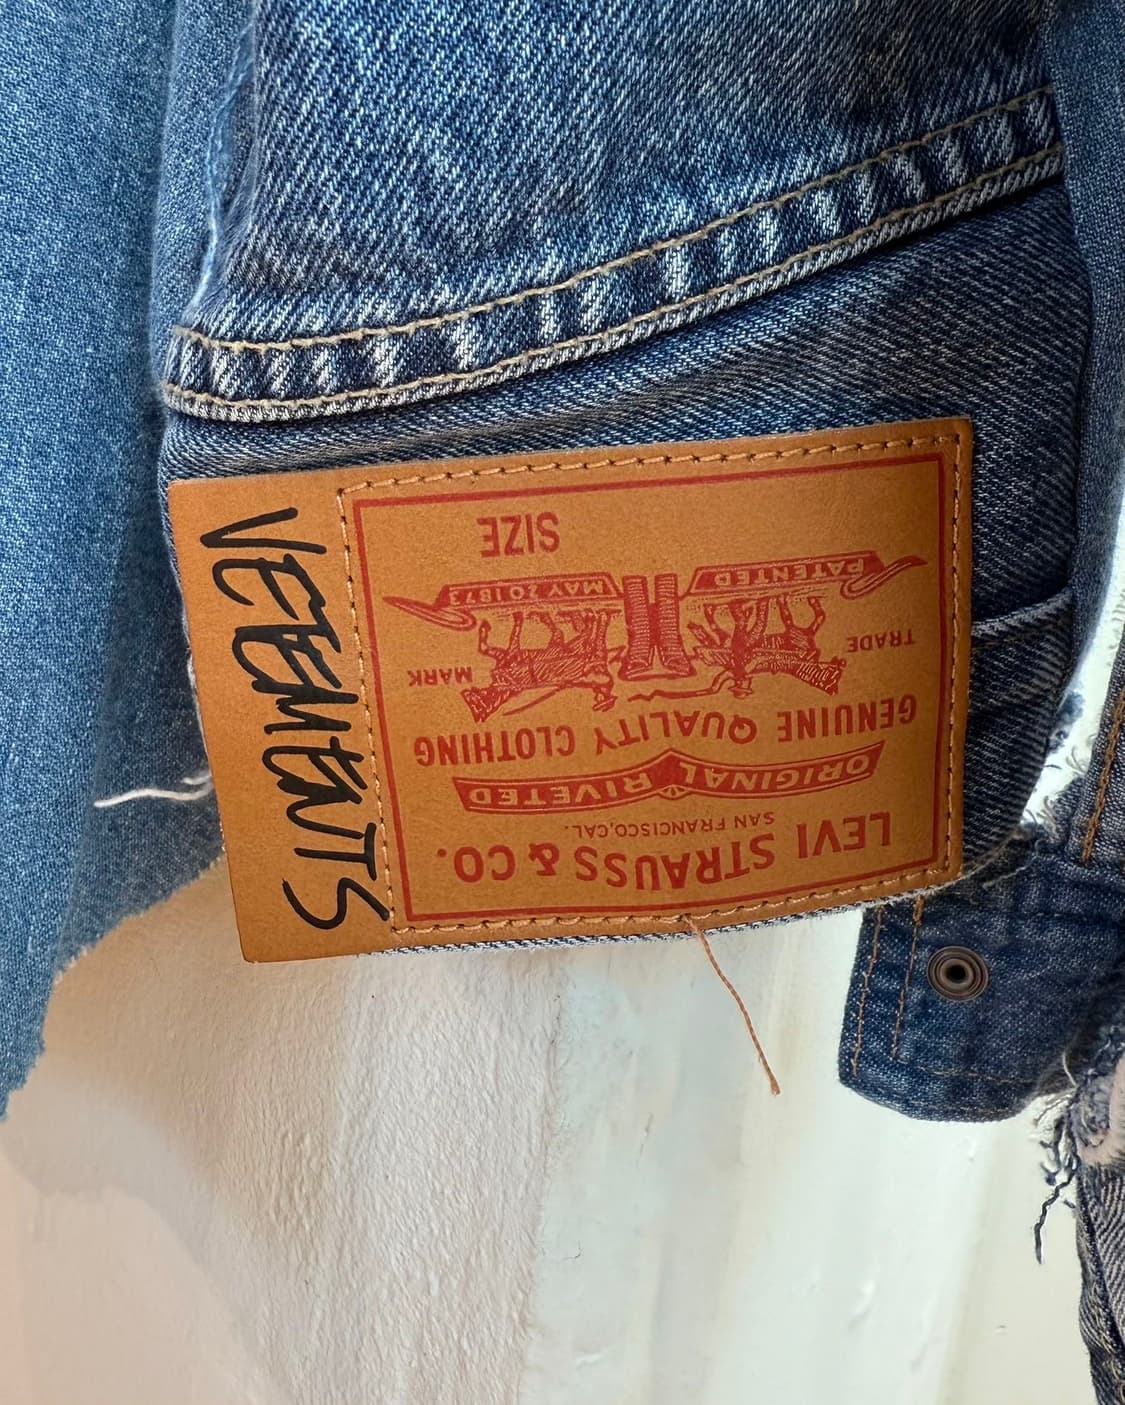 LEVI STRAUSS & CO.
SAN FRANCISCO, CAL.
ORIGINAL RIVETED
GENUINE QUALITY CLOTHING
TRADE MARK
PATENTED MAY 20 1873
SIZE
VETEMENTS